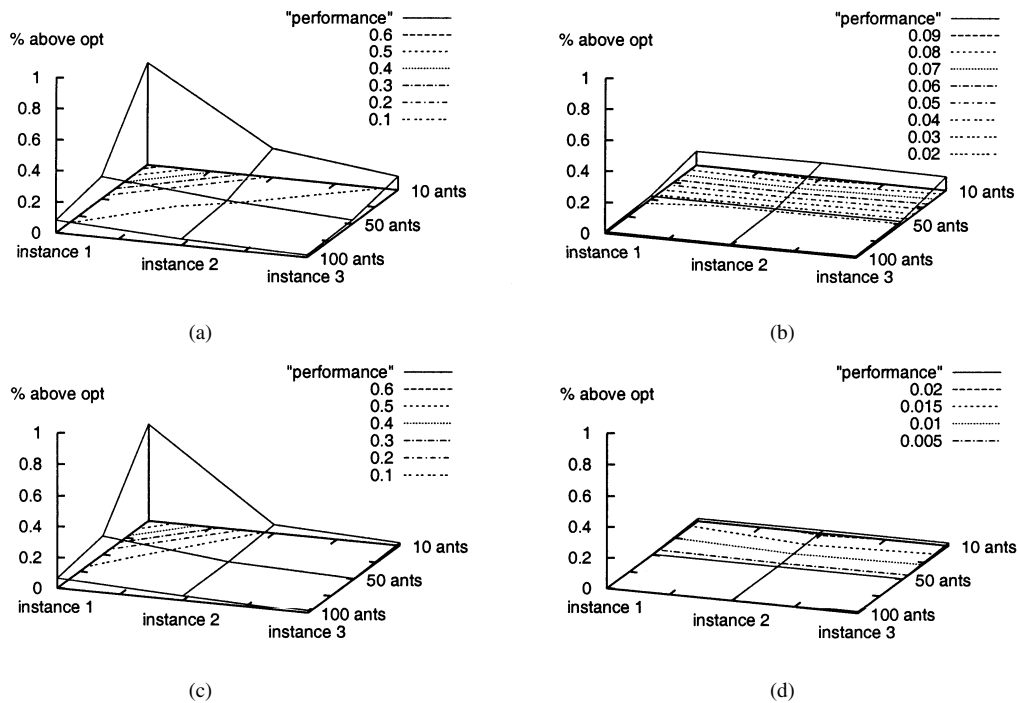 "performance"
0.6
0.5
0.4
0.3
0.2
0.1
% above opt
1
0.8
0.6
0.4
0.2
0
instance 1
instance 2
instance 3
10 ants
50 ants
100 ants
(a)
"performance"
0.09
0.08
0.07
0.06
0.05
0.04
0.03
0.02
% above opt
1
0.8
0.6
0.4
0.2
0
instance 1
instance 2
instance 3
10 ants
50 ants
100 ants
(b)
"performance"
0.6
0.5
0.4
0.3
0.2
0.1
% above opt
1
0.8
0.6
0.4
0.2
0
instance 1
instance 2
instance 3
10 ants
50 ants
100 ants
(c)
"performance"
0.02
0.015
0.01
0.005
% above opt
1
0.8
0.6
0.4
0.2
0
instance 1
instance 2
instance 3
10 ants
50 ants
100 ants
(d)